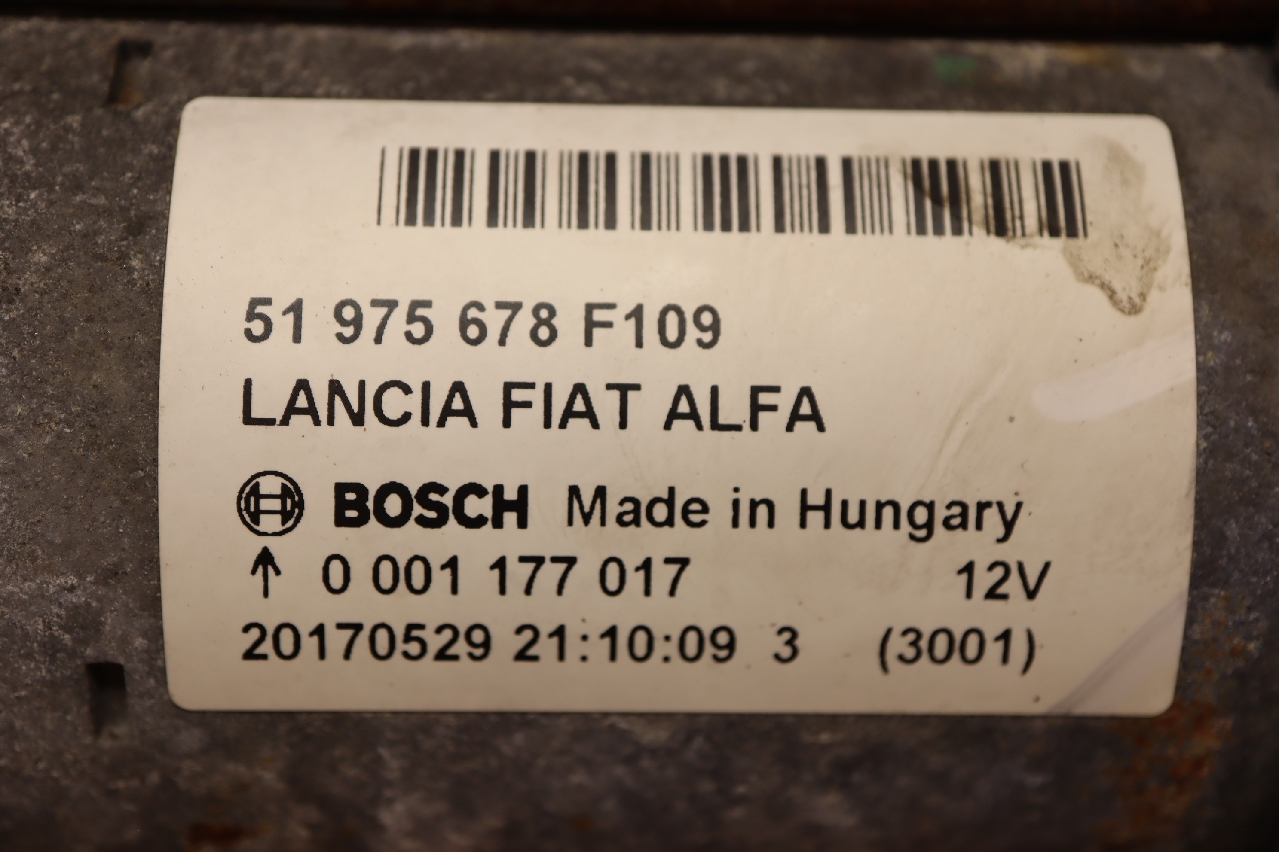 51 975 678 F109
LANCIA FIAT ALFA
BOSCH Made in Hungary
↑ 0 001 177 017 12V
20170529 21:10:09 3 (3001)